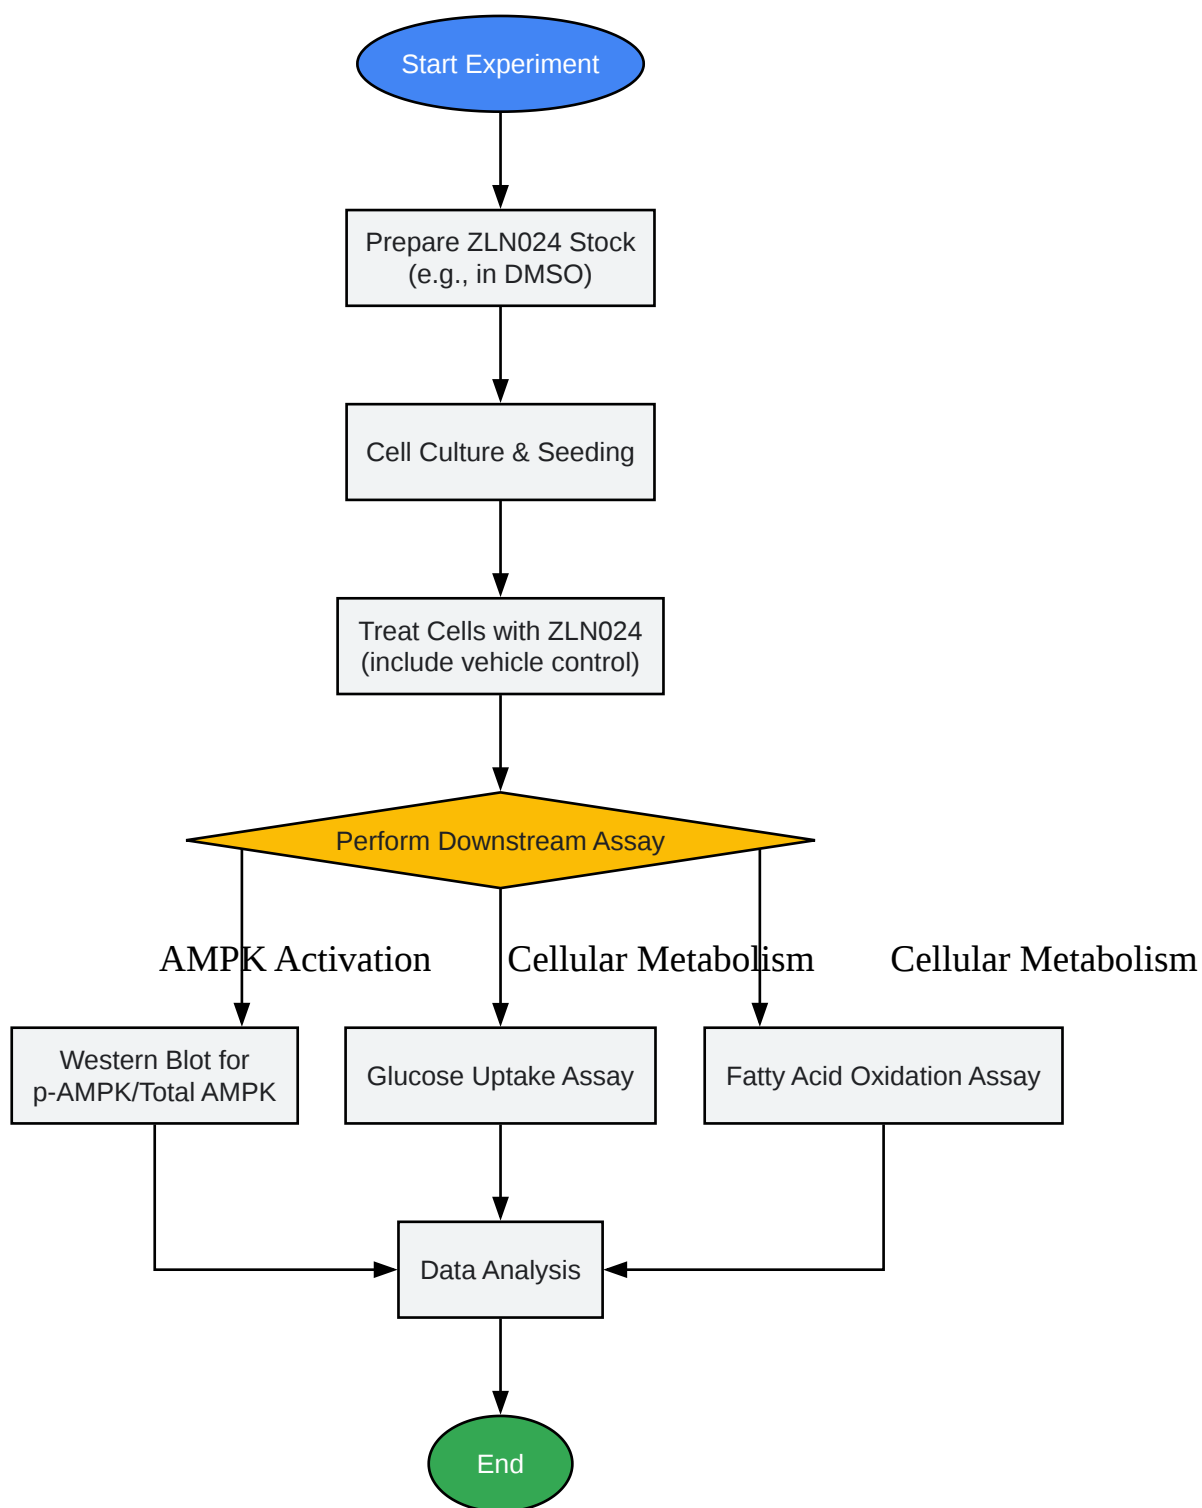 Start Experiment
Prepare ZLN024 Stock
(e.g., in DMSO)
Cell Culture & Seeding
Treat Cells with ZLN024
(include vehicle control)
Perform Downstream Assay
AMPK Activation
Cellular Metabolism
Cellular Metabolism
Western Blot for
p-AMPK/Total AMPK
Glucose Uptake Assay
Fatty Acid Oxidation Assay
Data Analysis
End